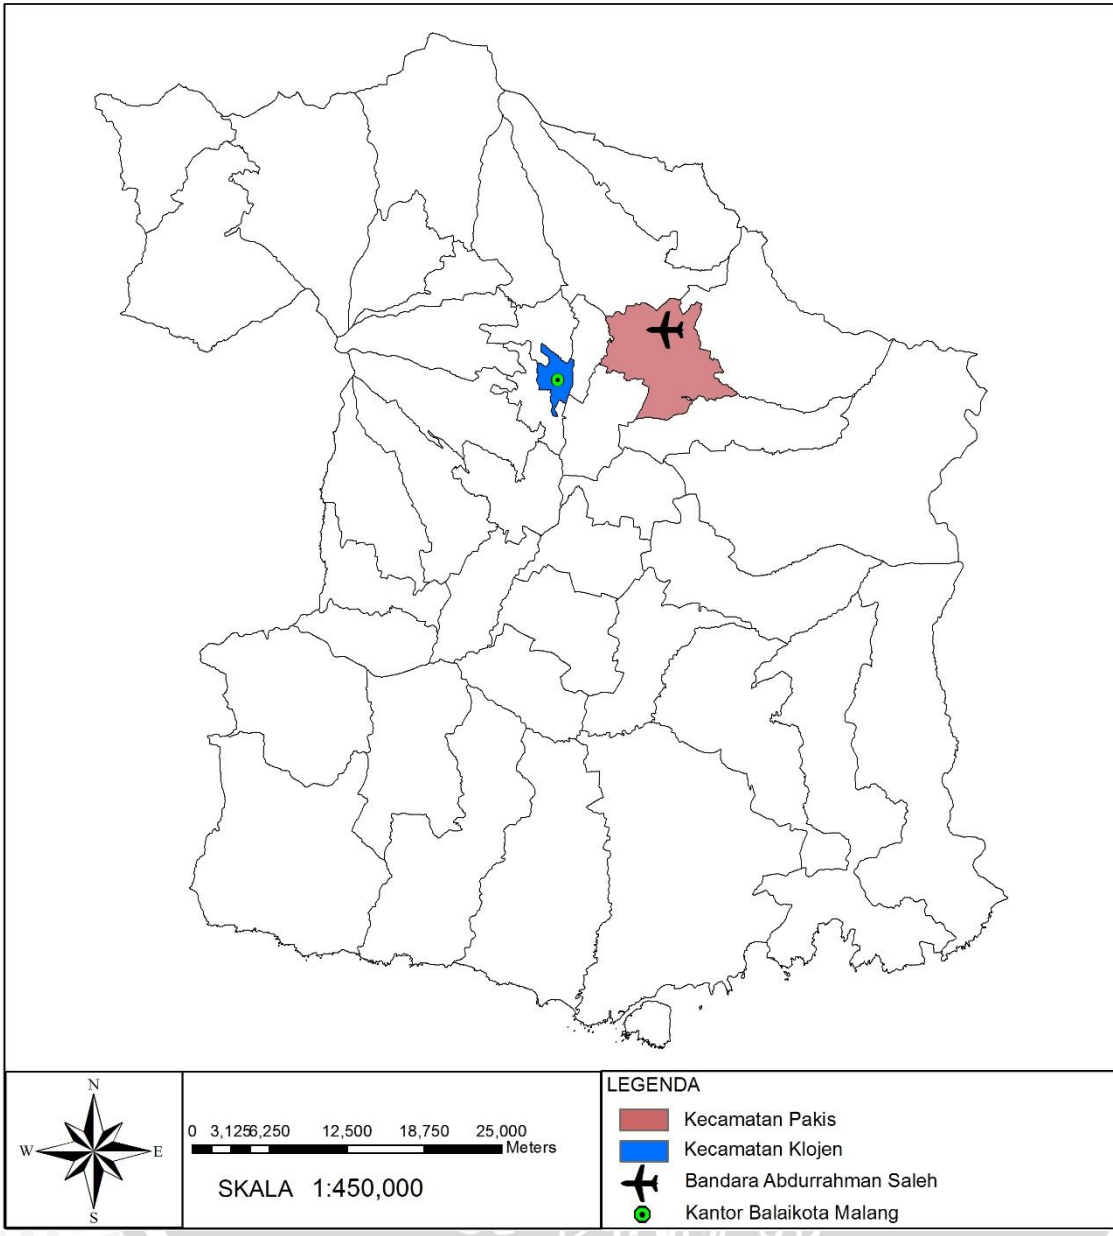 N
W
E
S
0 3,125 6,250 12,500 18,750 25,000
Meters
SKALA 1:450,000
LEGENDA
Kecamatan Pakis
Kecamatan Klojen
Bandara Abdurrahman Saleh
Kantor Balaikota Malang